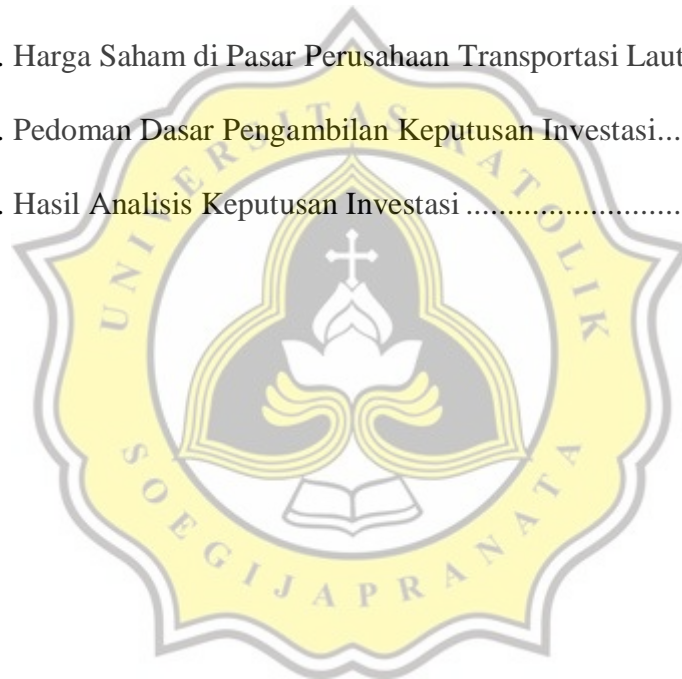 . Harga Saham di Pasar Perusahaan Transportasi Laut
. Pedoman Dasar Pengambilan Keputusan Investasi...
. Hasil Analisis Keputusan Investasi ..........................
UNIVERSITAS KATOLIK
SOEGIJAPRANATA